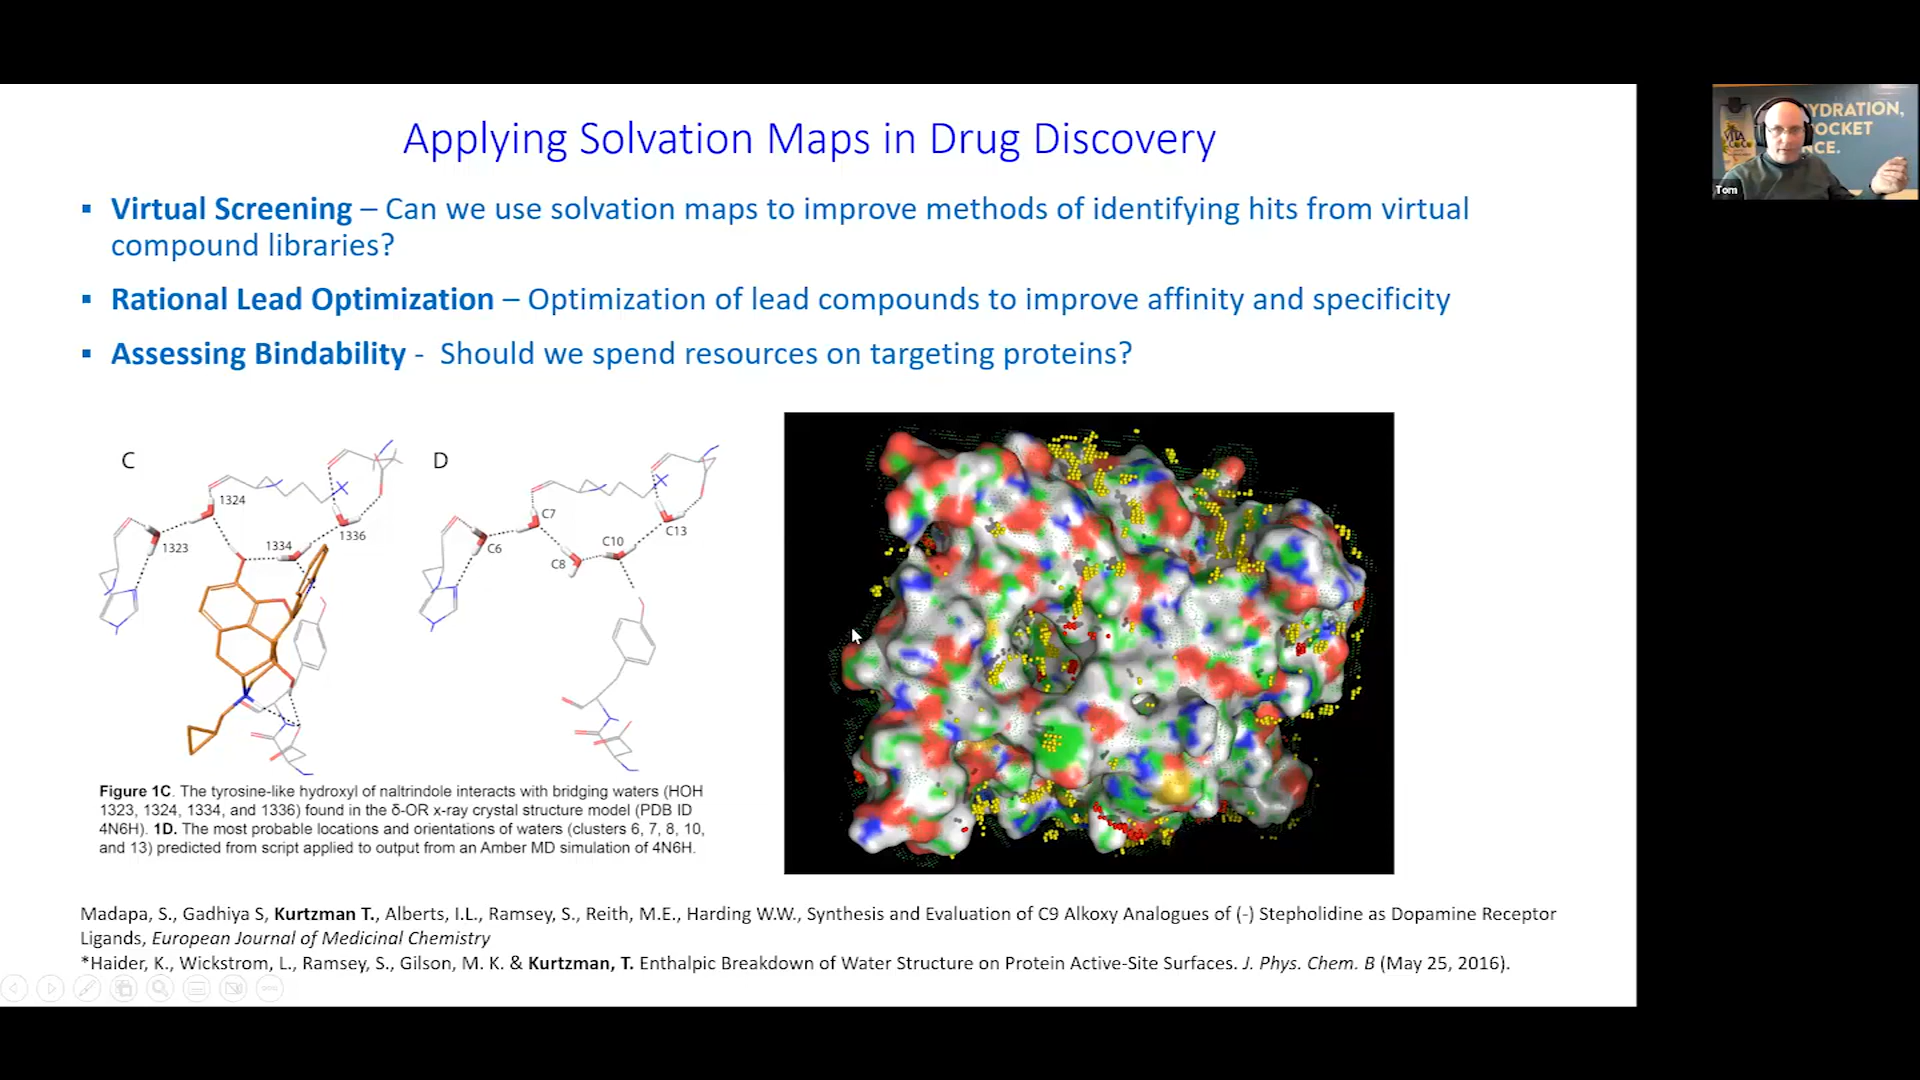 Applying Solvation Maps in Drug Discovery
▪ Virtual Screening – Can we use solvation maps to improve methods of identifying hits from virtual
compound libraries?
▪ Rational Lead Optimization – Optimization of lead compounds to improve affinity and specificity
▪ Assessing Bindability - Should we spend resources on targeting proteins?
C
1324
1323
1334
1336
D
C7
C6
C8
C10
C13
Figure 1C. The tyrosine-like hydroxyl of naltrindole interacts with bridging waters (HOH
1323, 1324, 1334, and 1336) found in the δ-OR x-ray crystal structure model (PDB ID
4N6H). 1D. The most probable locations and orientations of waters (clusters 6, 7, 8, 10,
and 13) predicted from script applied to output from an Amber MD simulation of 4N6H.
Madapa, S., Gadhiya S, Kurtzman T., Alberts, I.L., Ramsey, S., Reith, M.E., Harding W.W., Synthesis and Evaluation of C9 Alkoxy Analogues of (-) Stepholidine as Dopamine Receptor
Ligands, European Journal of Medicinal Chemistry
*Haider, K., Wickstrom, L., Ramsey, S., Gilson, M. K. & Kurtzman, T. Enthalpic Breakdown of Water Structure on Protein Active-Site Surfaces. J. Phys. Chem. B (May 25, 2016).
YDRATION,
OCKET
NCE.
VITA
CoCo
Tom